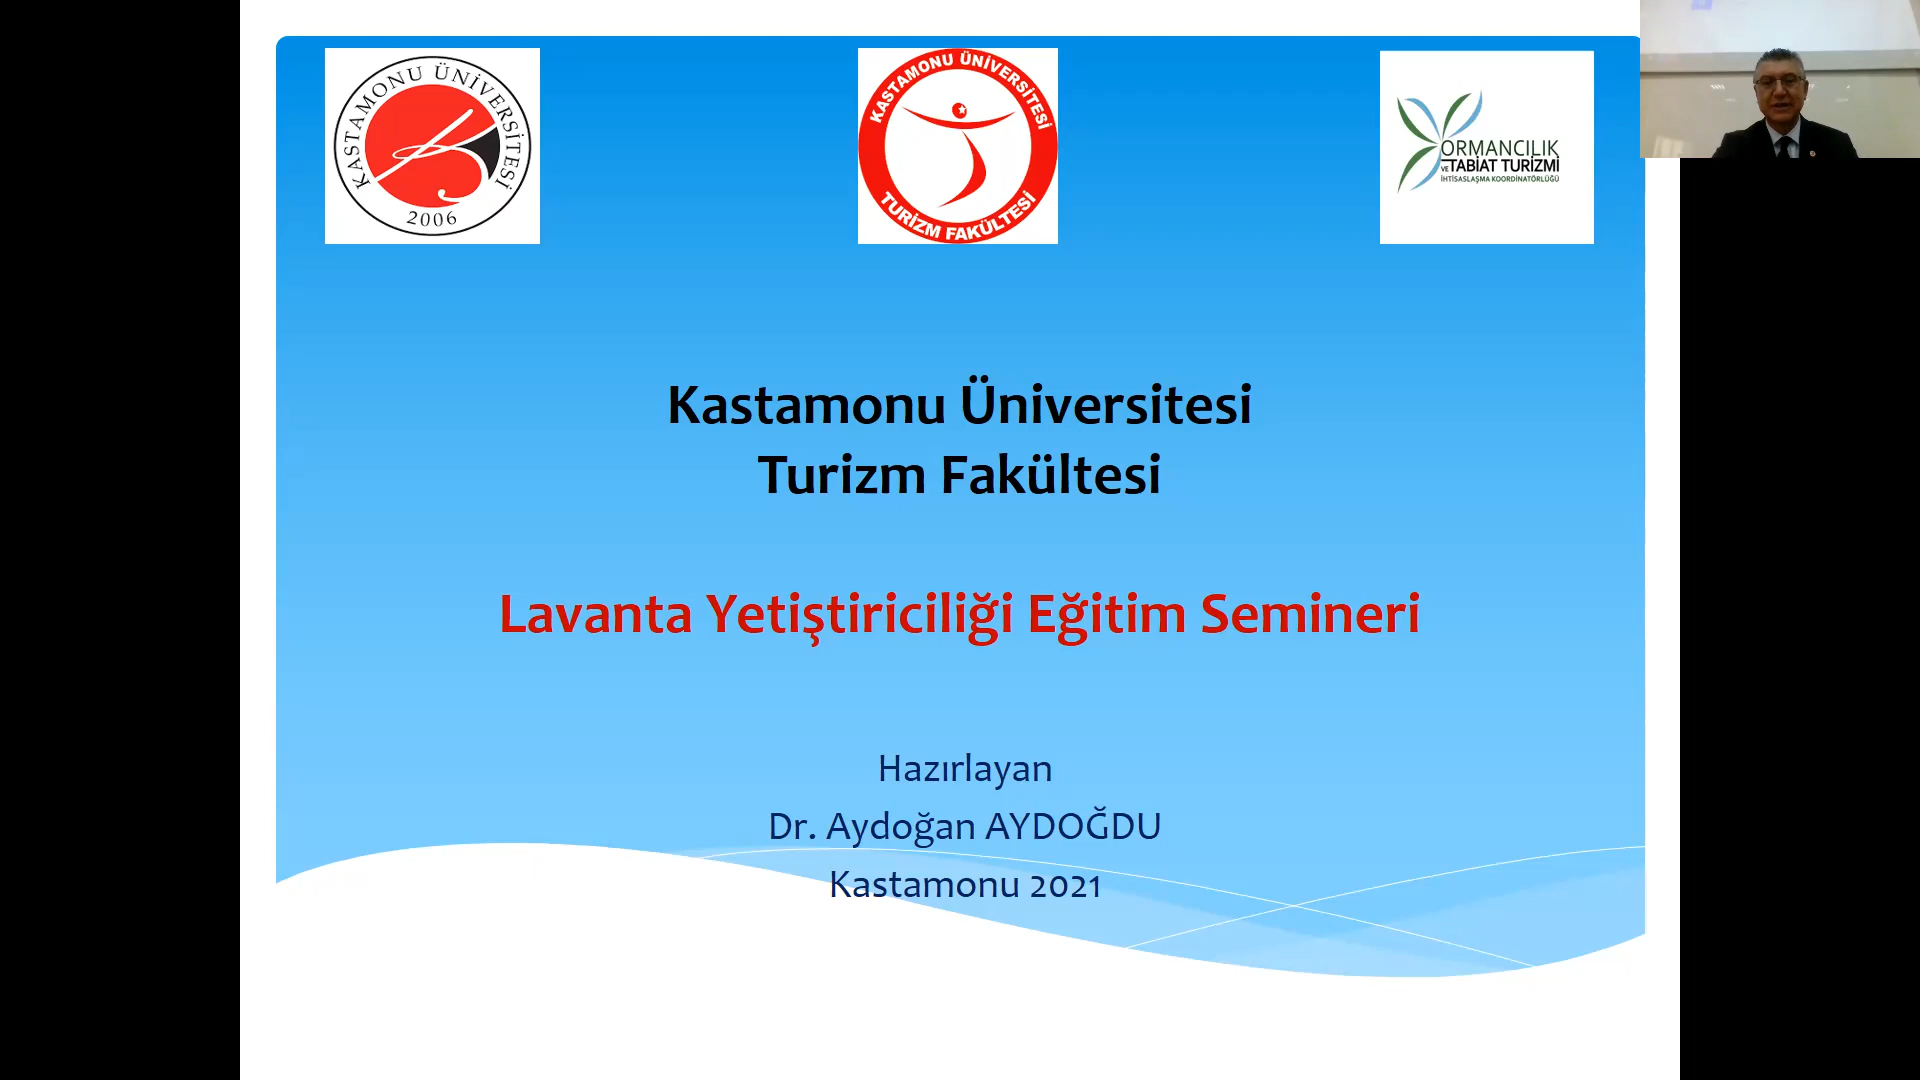 KASTAMONU ÜNİVERSİTESİ
2006
KASTAMONU ÜNİVERSİTESİ
TURİZM FAKÜLTESİ
ORMANCILIK
VE TABİAT TURİZMİ
İHTİSASLAŞMA KOORDİNATÖRLÜĞÜ
Kastamonu Üniversitesi
Turizm Fakültesi
Lavanta Yetiştiriciliği Eğitim Semineri
Hazırlayan
Dr. Aydoğan AYDOĞDU
Kastamonu 2021